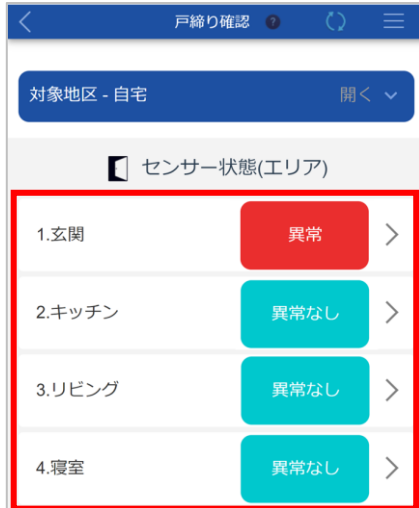 戸締り確認 ?
対象地区 - 自宅 開く
センサー状態(エリア)
1.玄関 異常
2.キッチン 異常なし
3.リビング 異常なし
4.寝室 異常なし